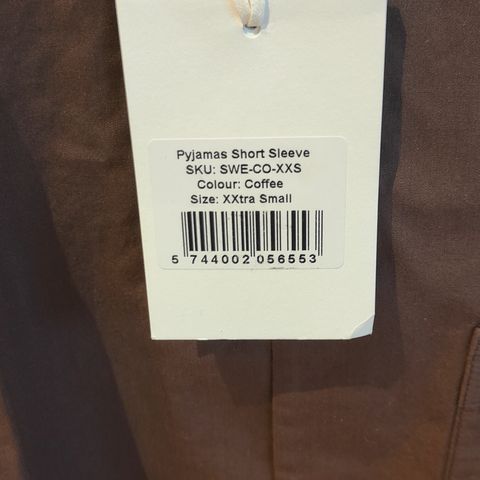 Pyjamas Short Sleeve
SKU: SWE-CO-XXS
Colour: Coffee
Size: XXtra Small
5 744002 056553